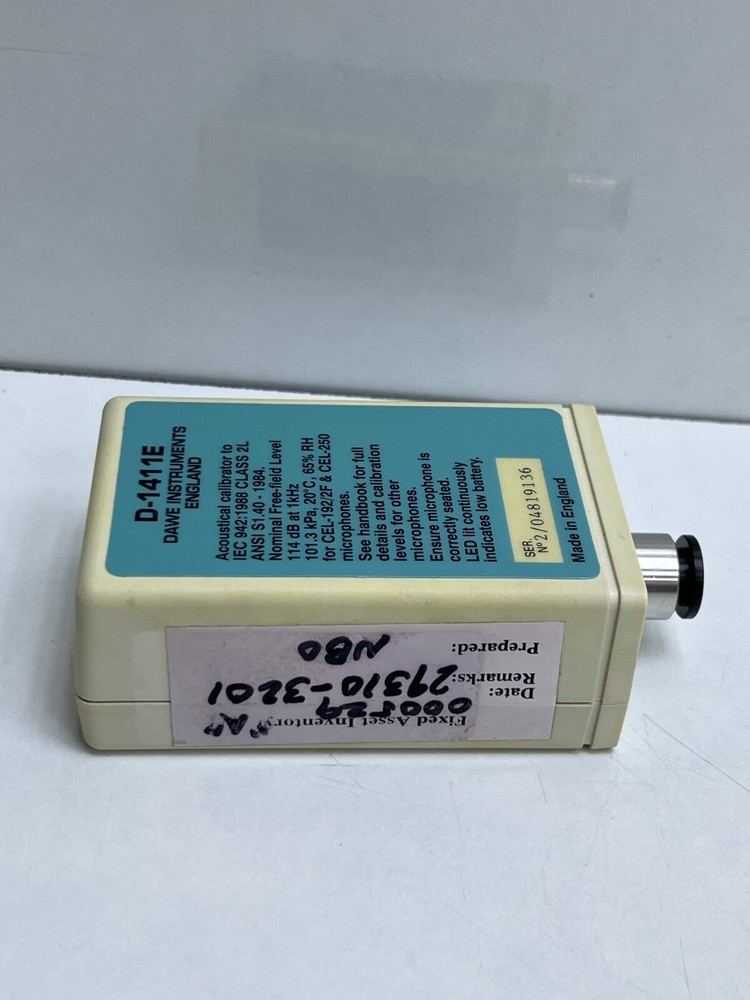 D-1411E
DAWE INSTRUMENTS
ENGLAND
Acoustical calibrator to
IEC 942:1988 CLASS 2L
ANSI S1.40 - 1984.
Nominal Free-field Level
114 dB at 1kHz
101.3 kPa, 20°C, 65% RH
for CEL-192/2F & CEL-250
microphones.
See handbook for full
details and calibration
levels for other
microphones.
Ensure microphone is
correctly seated.
LED lit continuously
indicates low battery.
SER.
Nº 2/04819136
Made in England
Fixed Asset Inventory "A"
Date: 000529
Remarks: 29310-3201
Prepared: NBO